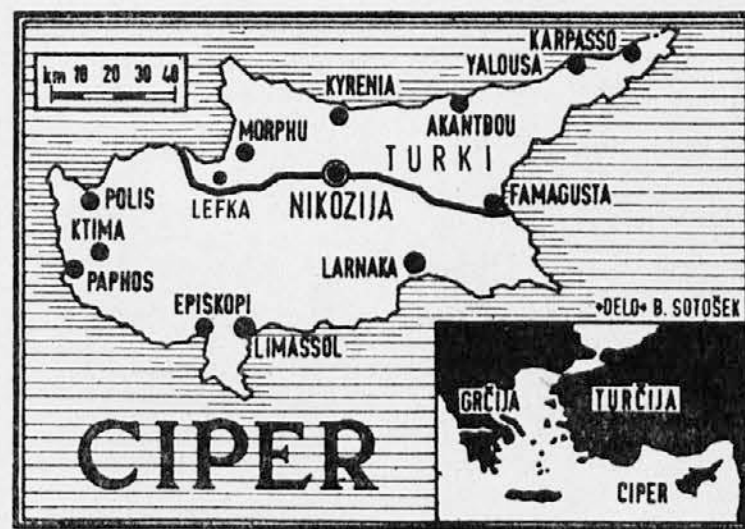 km 10 20 30 40
KARPASSO
YALOUSA
KYRENIA
AKANTBOU
MORPHU
TURKI
LEFKA
NIKOZIJA
FAMAGUSTA
POLIS
KTIMA
PAPHOS
LARNAKA
EPISKOPI
LIMASSOL
•DELO• B. SOTOŠEK
CIPER
GRČIJA
TURČIJA
CIPER